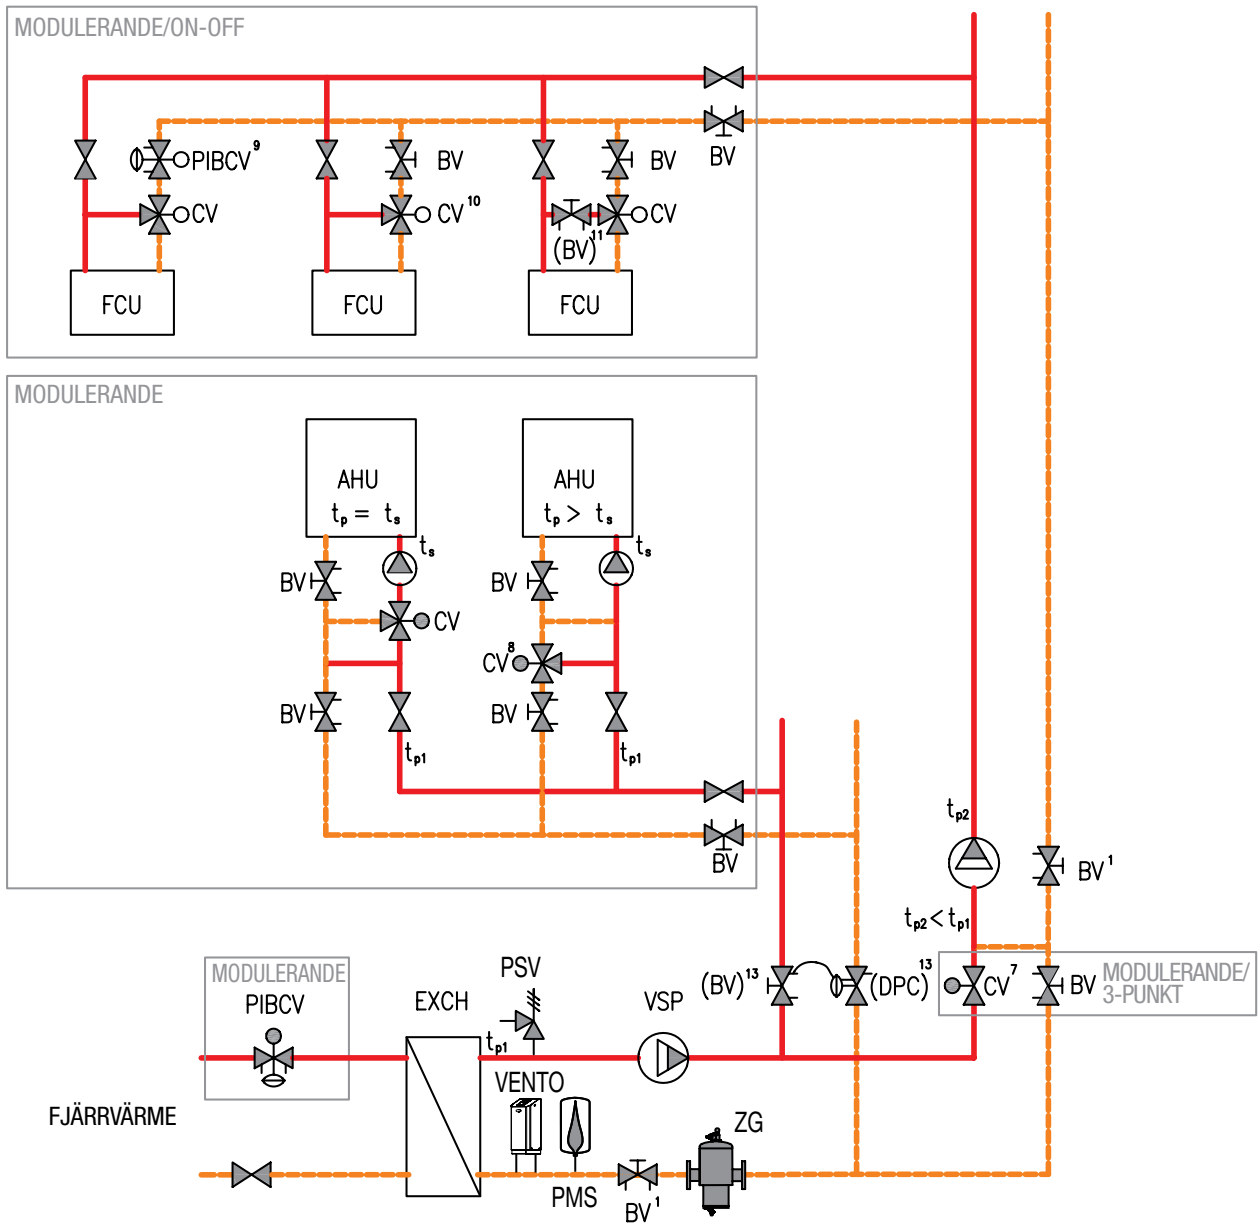 MODULERANDE/ON-OFF
PIBCV⁹
BV
BV
BV
CV
CV¹⁰
(BV)¹¹
CV
FCU
FCU
FCU
MODULERANDE
AHU
tₚ = tₛ
AHU
tₚ > tₛ
tₛ
tₛ
BV
BV
CV
CV⁸
BV
BV
tₚ₁
tₚ₁
BV
tₚ₂
BV¹
tₚ₂<tₚ₁
MODULERANDE
PIBCV
EXCH
PSV
tₚ₁
VSP
(BV)¹³
(DPC)¹³
CV⁷
BV
MODULERANDE/
3-PUNKT
VENTO
FJÄRRVÄRME
PMS
BV¹
ZG